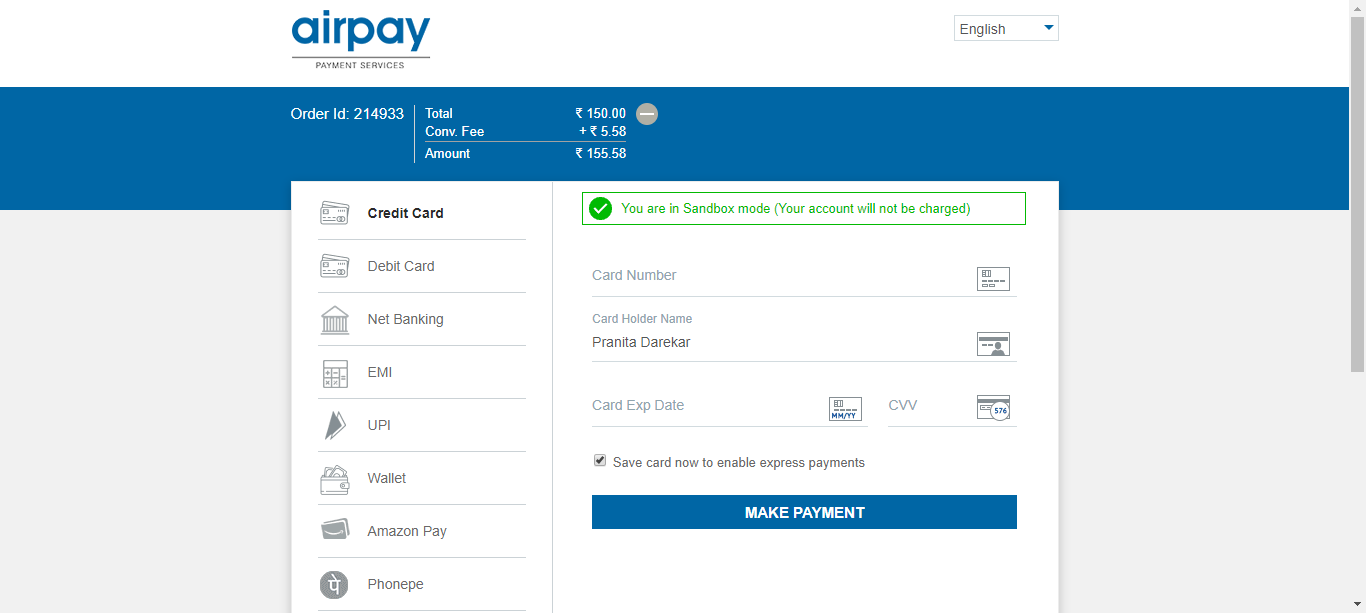 airpay
PAYMENT SERVICES
English
Order Id: 214933
Total ₹ 150.00
Conv. Fee + ₹ 5.58
Amount ₹ 155.58
Credit Card
Debit Card
Net Banking
EMI
UPI
Wallet
Amazon Pay
पे
Phonepe
You are in Sandbox mode (Your account will not be charged)
Card Number
Card Holder Name
Pranita Darekar
Card Exp Date
MM/YY
CVV
576
Save card now to enable express payments
MAKE PAYMENT